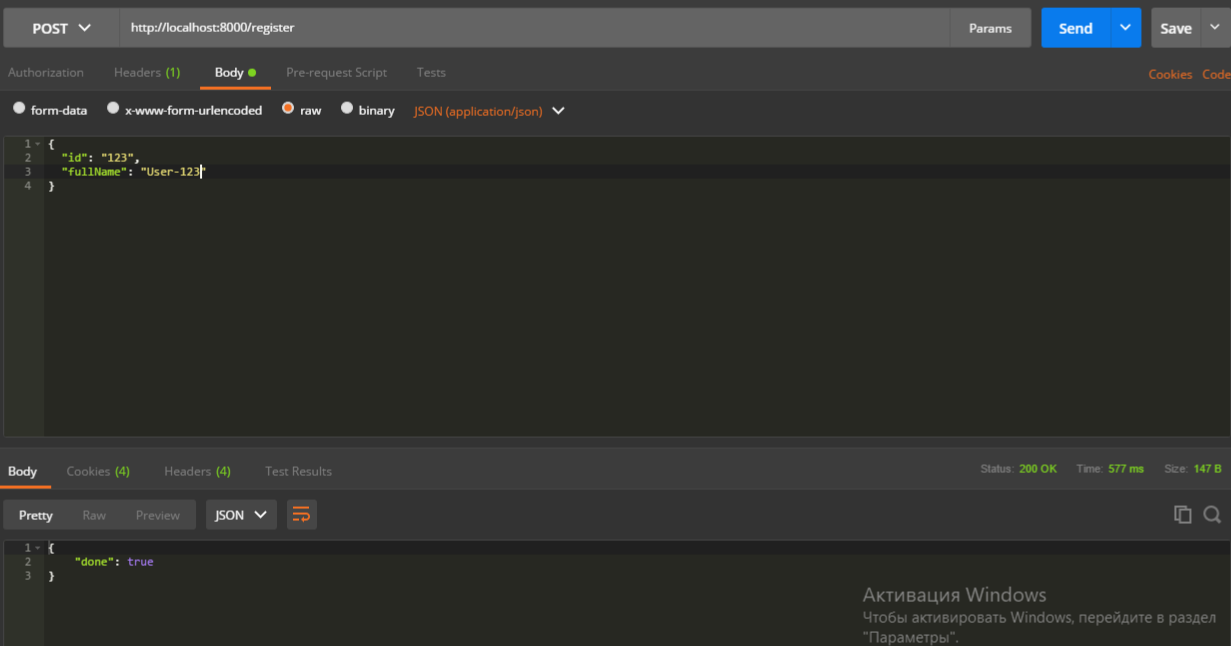 POST http://localhost:8000/register Params Send Save
Authorization Headers (1) Body Pre-request Script Tests Cookies Code
form-data x-www-form-urlencoded raw binary JSON (application/json)
1 {
2 "id": "123",
3 "fullName": "User-123"
4 }
Body Cookies (4) Headers (4) Test Results Status: 200 OK Time: 577 ms Size: 147 B
Pretty Raw Preview JSON
1 {
2 "done": true
3 }
Активация Windows
Чтобы активировать Windows, перейдите в раздел
"Параметры".